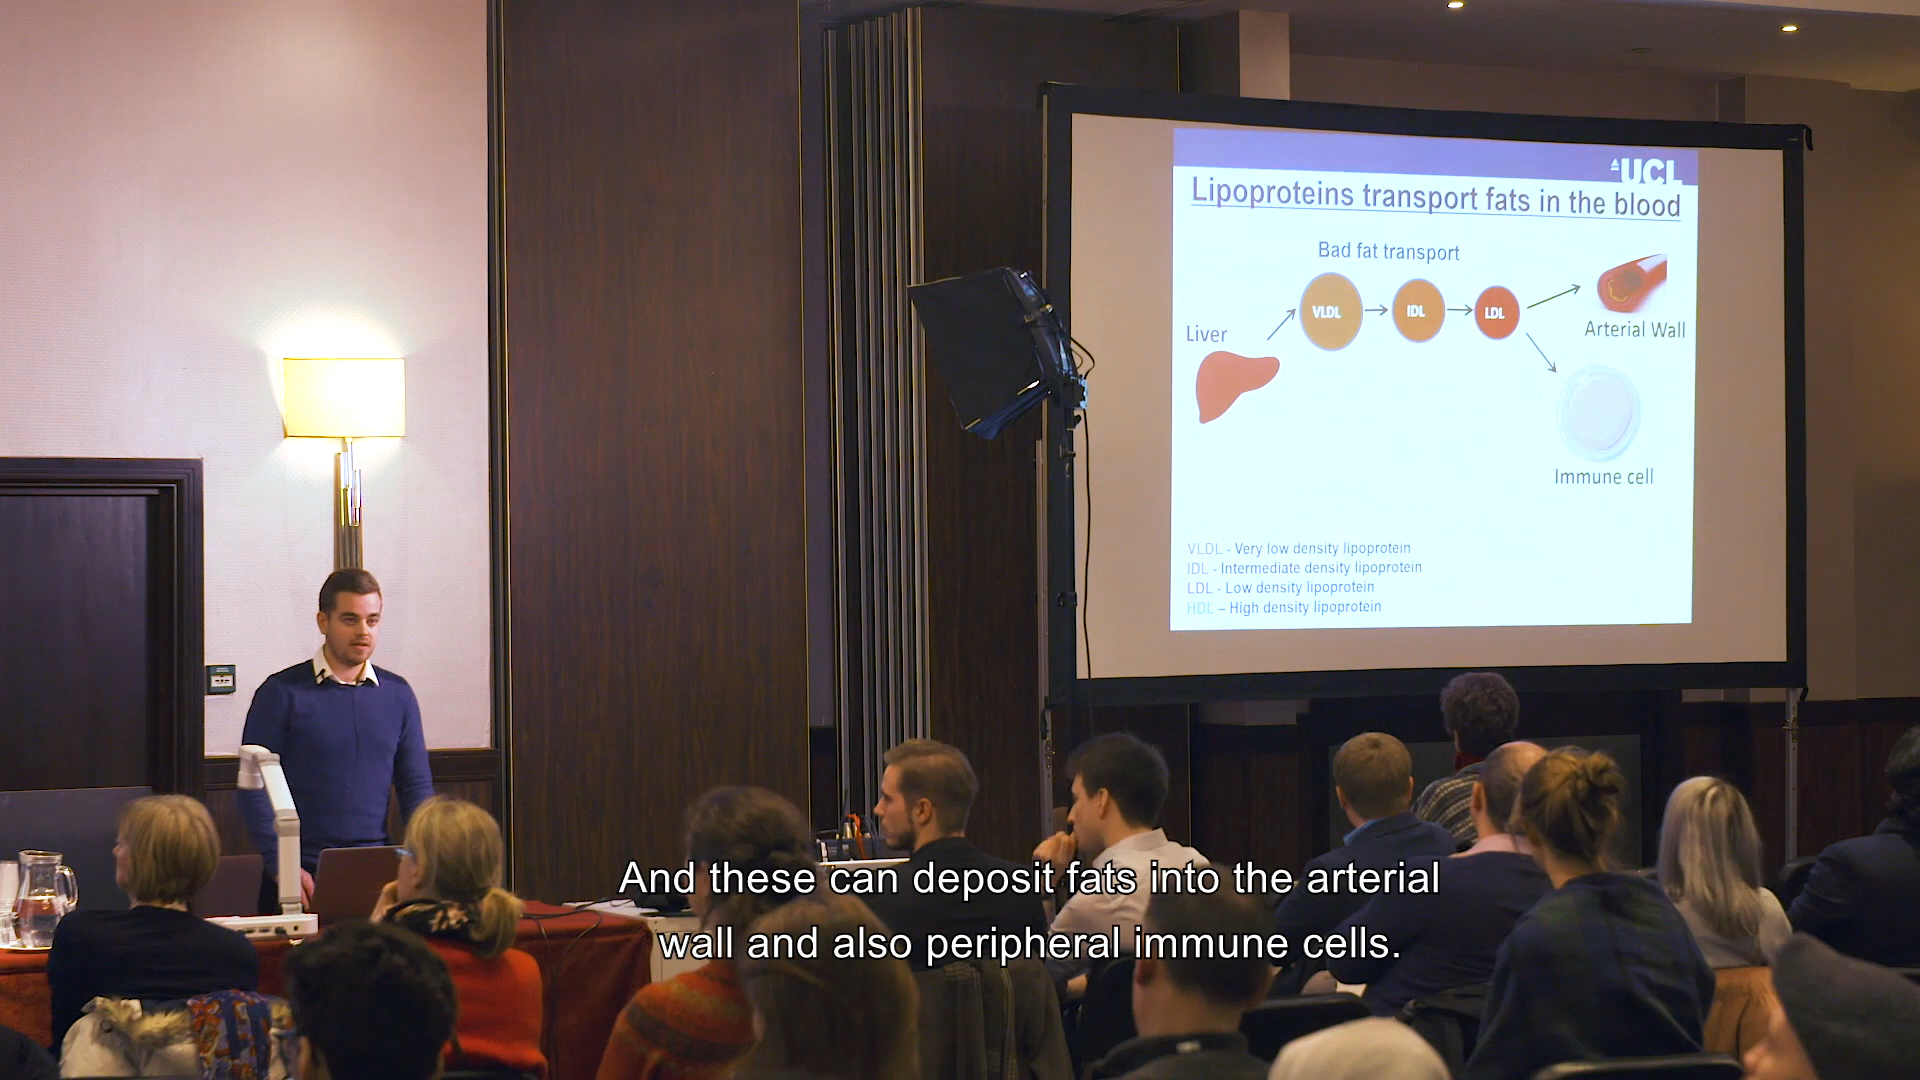 UCL
Lipoproteins transport fats in the blood
Bad fat transport
VLDL
IDL
LDL
Liver
Arterial Wall
Immune cell
VLDL - Very low density lipoprotein
IDL - Intermediate density lipoprotein
LDL - Low density lipoprotein
HDL – High density lipoprotein
And these can deposit fats into the arterial
wall and also peripheral immune cells.